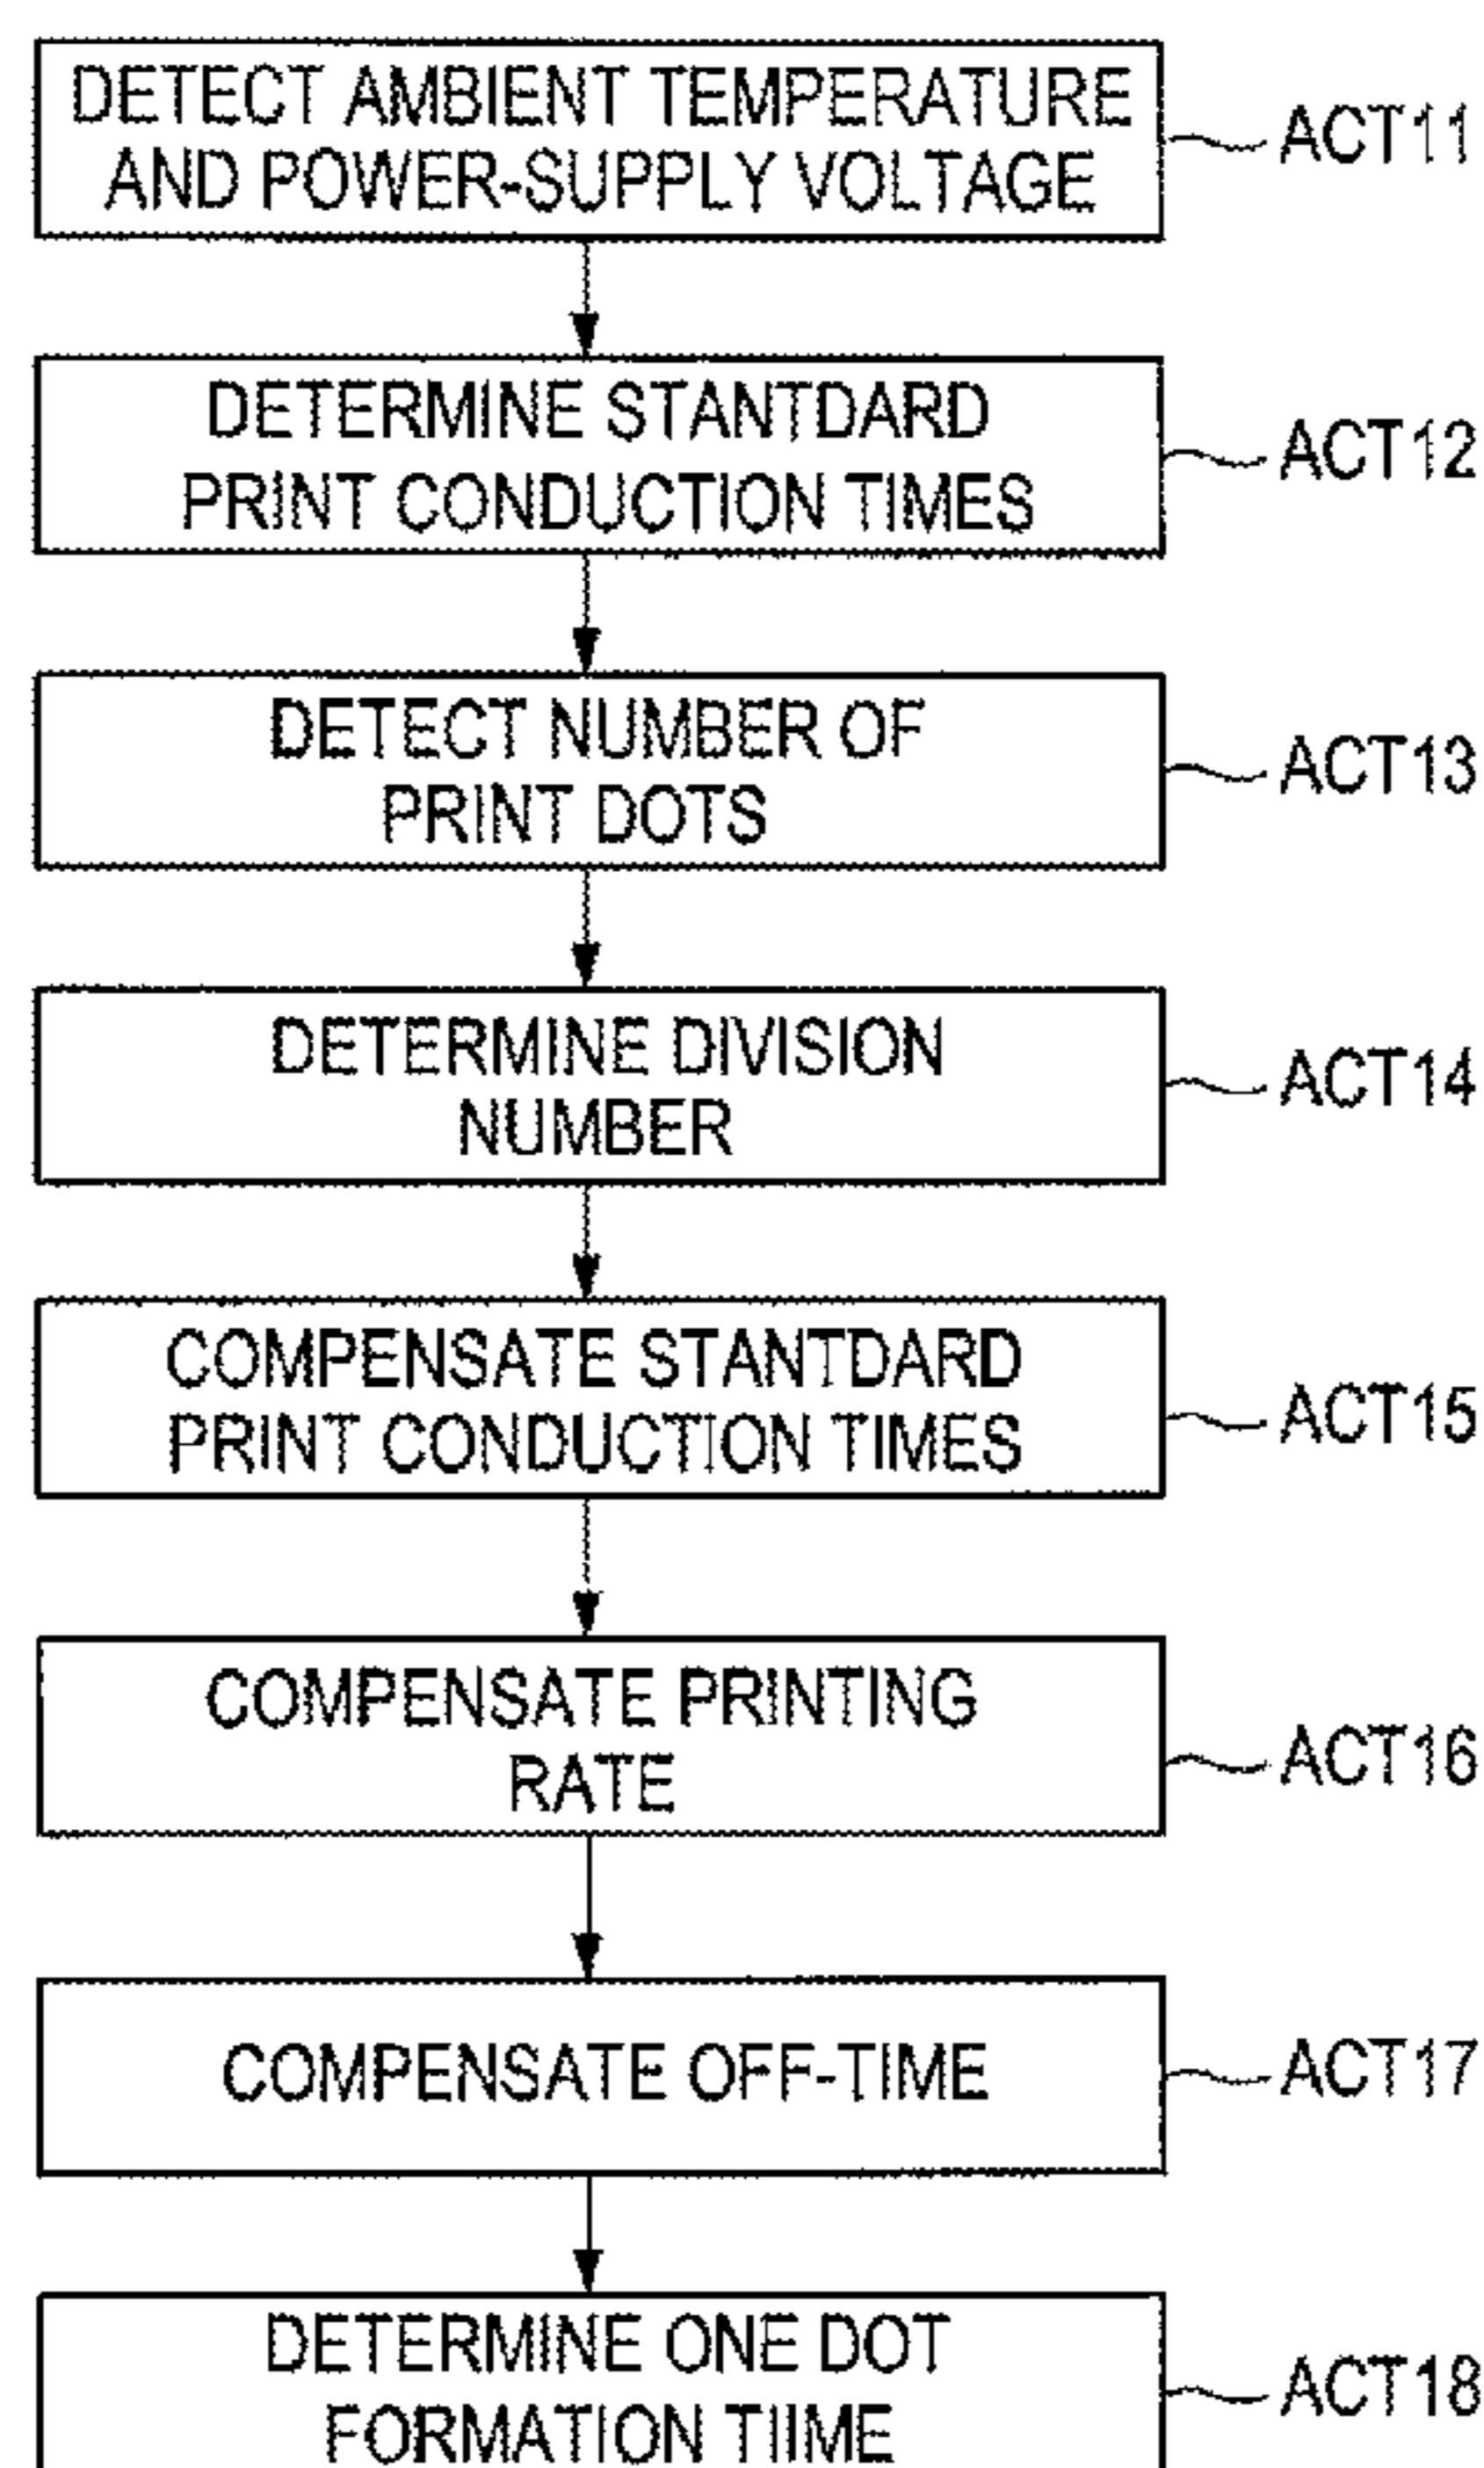 DETECT AMBIENT TEMPERATURE
AND POWER-SUPPLY VOLTAGE
ACT11
DETERMINE STANTDARD
PRINT CONDUCTION TIMES
ACT12
DETECT NUMBER OF
PRINT DOTS
ACT13
DETERMINE DIVISION
NUMBER
ACT14
COMPENSATE STANTDARD
PRINT CONDUCTION TIMES
ACT15
COMPENSATE PRINTING
RATE
ACT16
COMPENSATE OFF-TIME
ACT17
DETERMINE ONE DOT
FORMATION TIIME
ACT18